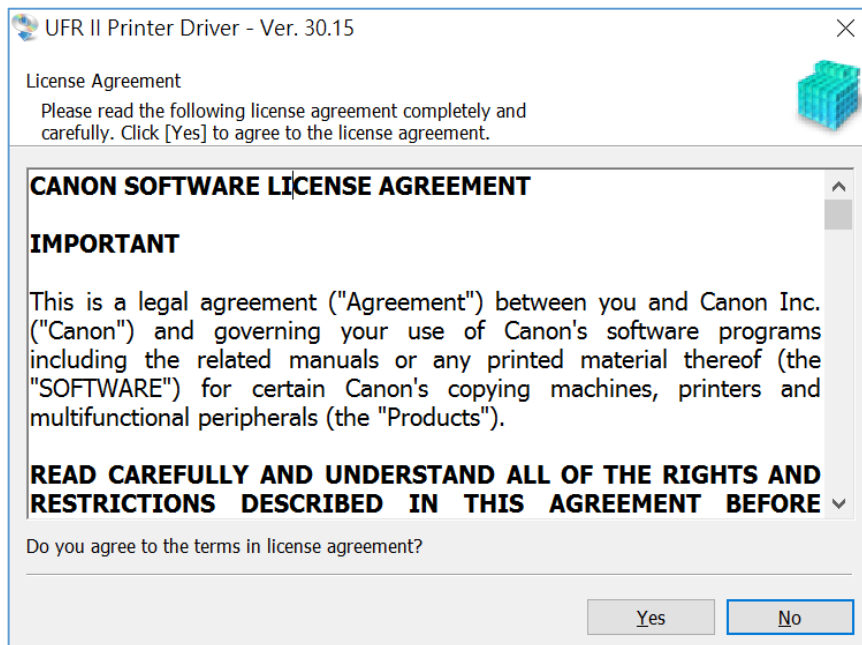 UFR II Printer Driver - Ver. 30.15
License Agreement
Please read the following license agreement completely and
carefully. Click [Yes] to agree to the license agreement.
CANON SOFTWARE LICENSE AGREEMENT
IMPORTANT
This is a legal agreement ("Agreement") between you and Canon Inc.
("Canon") and governing your use of Canon's software programs
including the related manuals or any printed material thereof (the
"SOFTWARE") for certain Canon's copying machines, printers and
multifunctional peripherals (the "Products").
READ CAREFULLY AND UNDERSTAND ALL OF THE RIGHTS AND
RESTRICTIONS DESCRIBED IN THIS AGREEMENT BEFORE
Do you agree to the terms in license agreement?
Yes
No